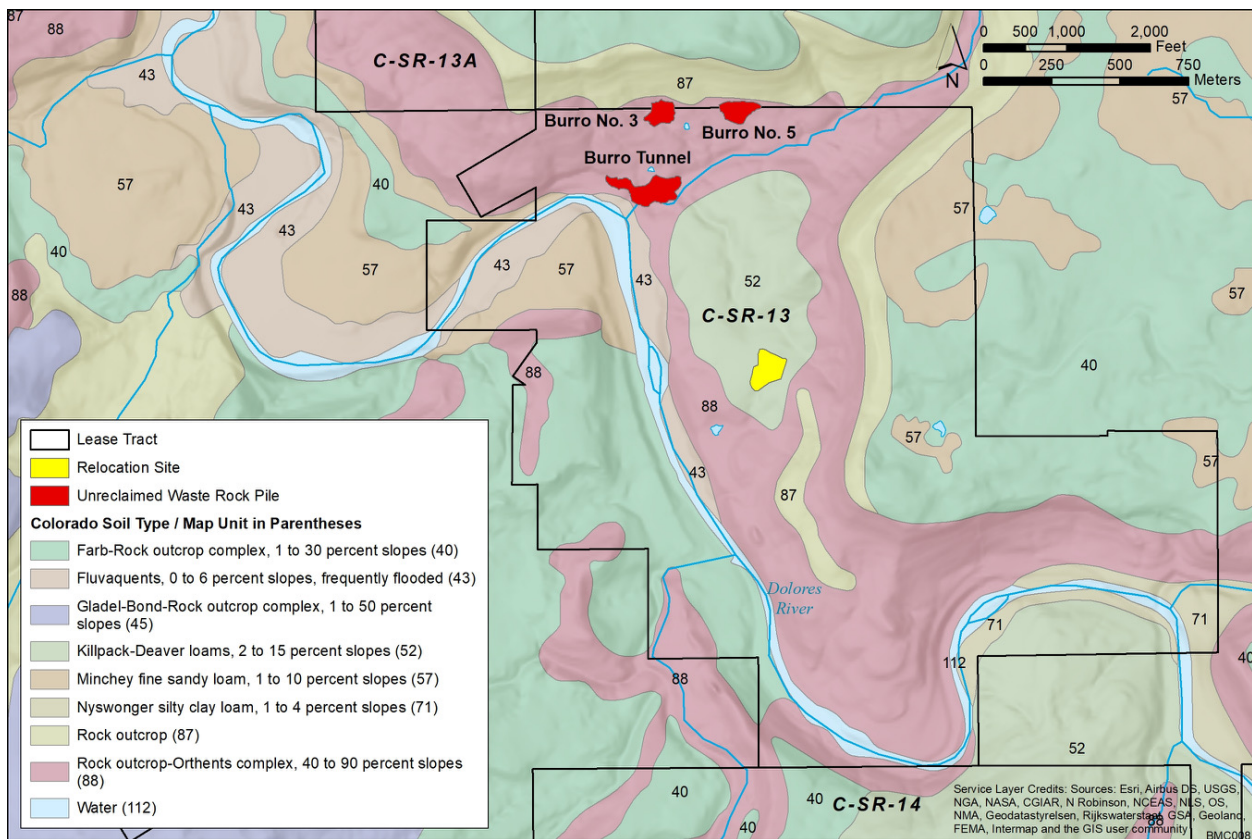 87
88
C-SR-13A
0 500 1,000 2,000
Feet
0 250 500 750
Meters
N
43
87
57
Burro No. 3
Burro No. 5
Burro Tunnel
57
40
43
57
43
40
57
43
57
43
52
57
88
C-SR-13
88
40
88
57
57
43
87
Dolores
River
71
71
112
40
88
52
40
40
40
C-SR-14
88
40
Lease Tract
Relocation Site
Unreclaimed Waste Rock Pile
Colorado Soil Type / Map Unit in Parentheses
Farb-Rock outcrop complex, 1 to 30 percent slopes (40)
Fluvaquents, 0 to 6 percent slopes, frequently flooded (43)
Gladel-Bond-Rock outcrop complex, 1 to 50 percent
slopes (45)
Killpack-Deaver loams, 2 to 15 percent slopes (52)
Minchey fine sandy loam, 1 to 10 percent slopes (57)
Nyswonger silty clay loam, 1 to 4 percent slopes (71)
Rock outcrop (87)
Rock outcrop-Orthents complex, 40 to 90 percent slopes
(88)
Water (112)
Service Layer Credits: Sources: Esri, Airbus DS, USGS,
NGA, NASA, CGIAR, N Robinson, NCEAS, NLS, OS,
NMA, Geodatastyrelsen, Rijkswaterstaat, GSA, Geoland,
FEMA, Intermap and the GIS user community